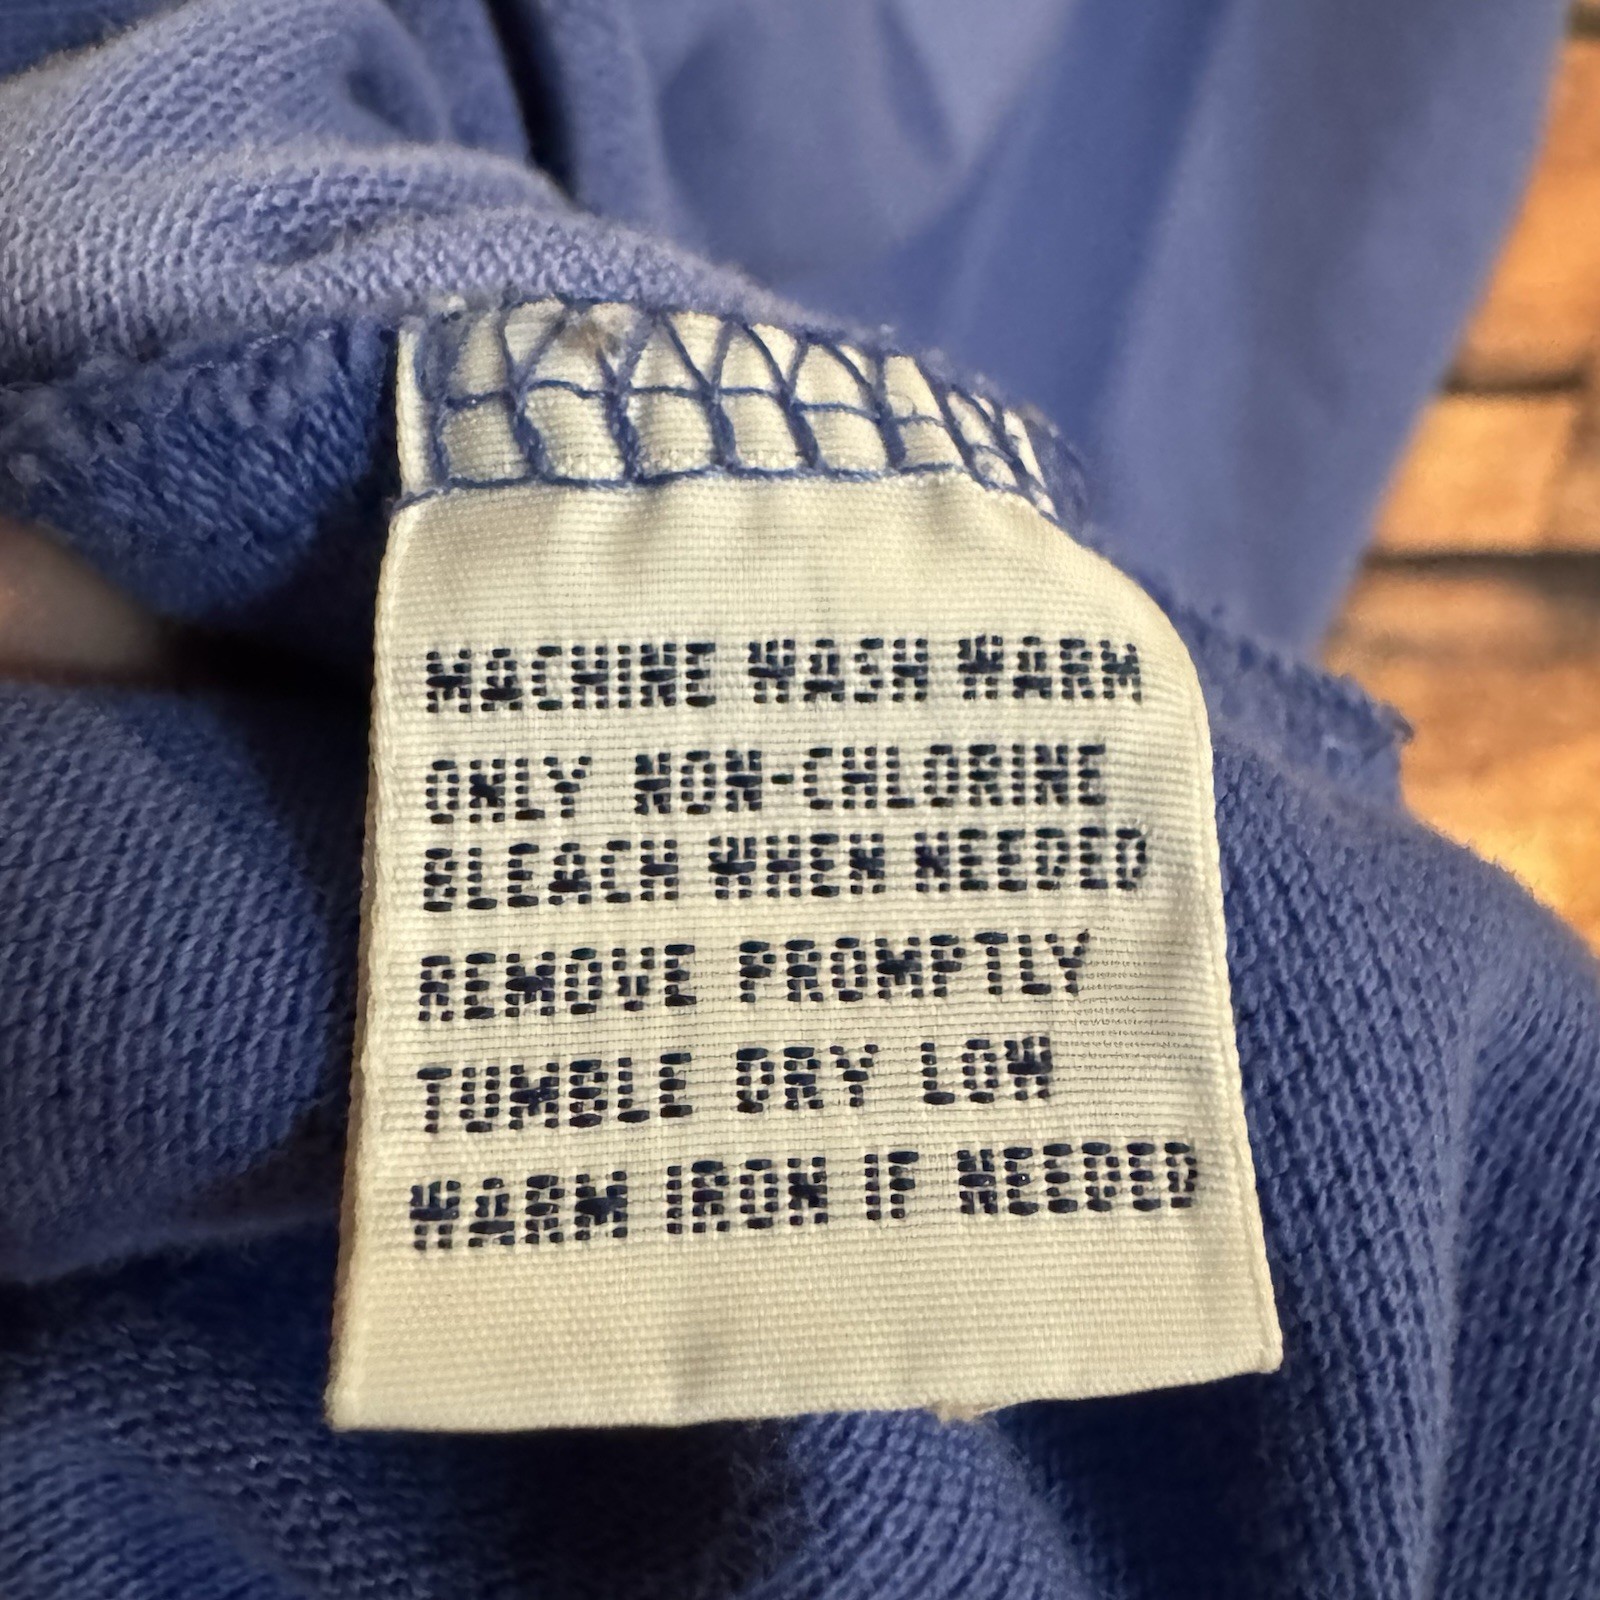 MACHINE WASH WARM
ONLY NON-CHLORINE
BLEACH WHEN NEEDED
REMOVE PROMPTLY
TUMBLE DRY LOW
WARM IRON IF NEEDED